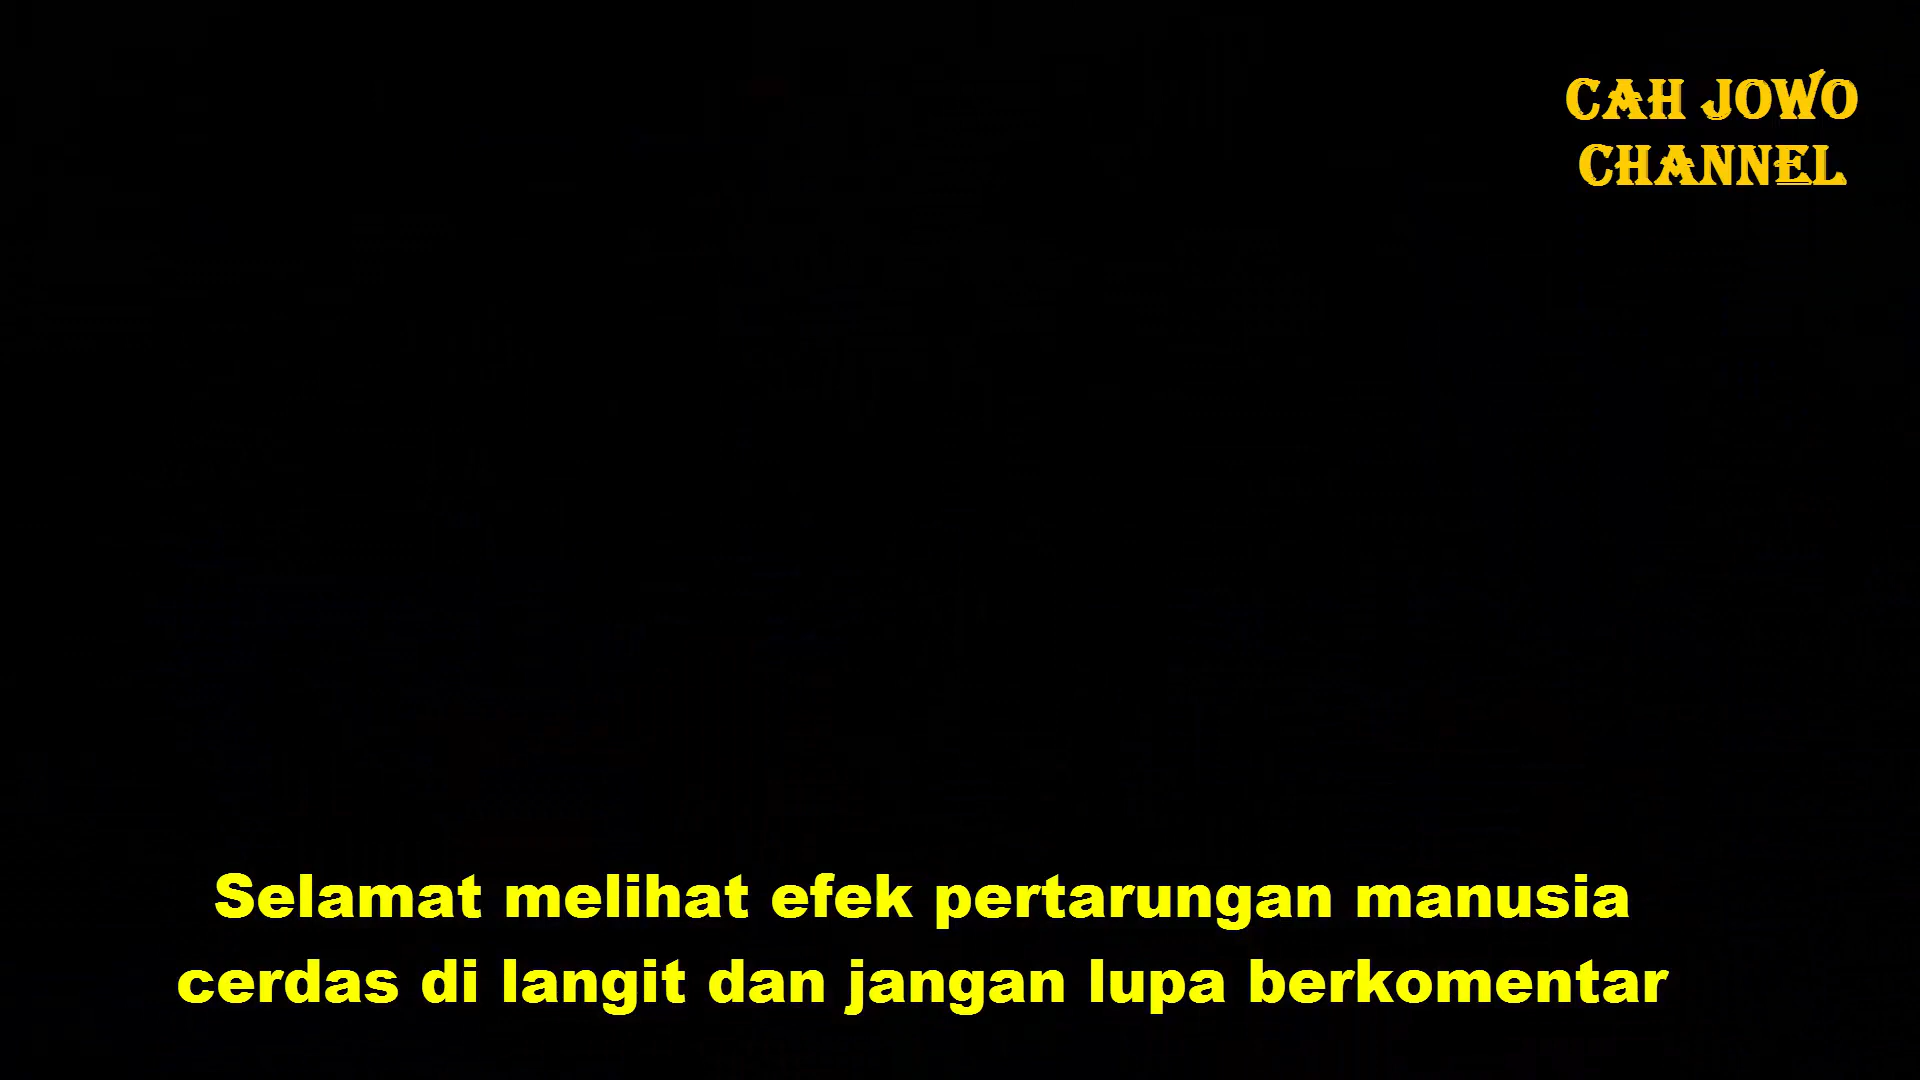 CAH JOWO
CHANNEL
Selamat melihat efek pertarungan manusia
cerdas di langit dan jangan lupa berkomentar